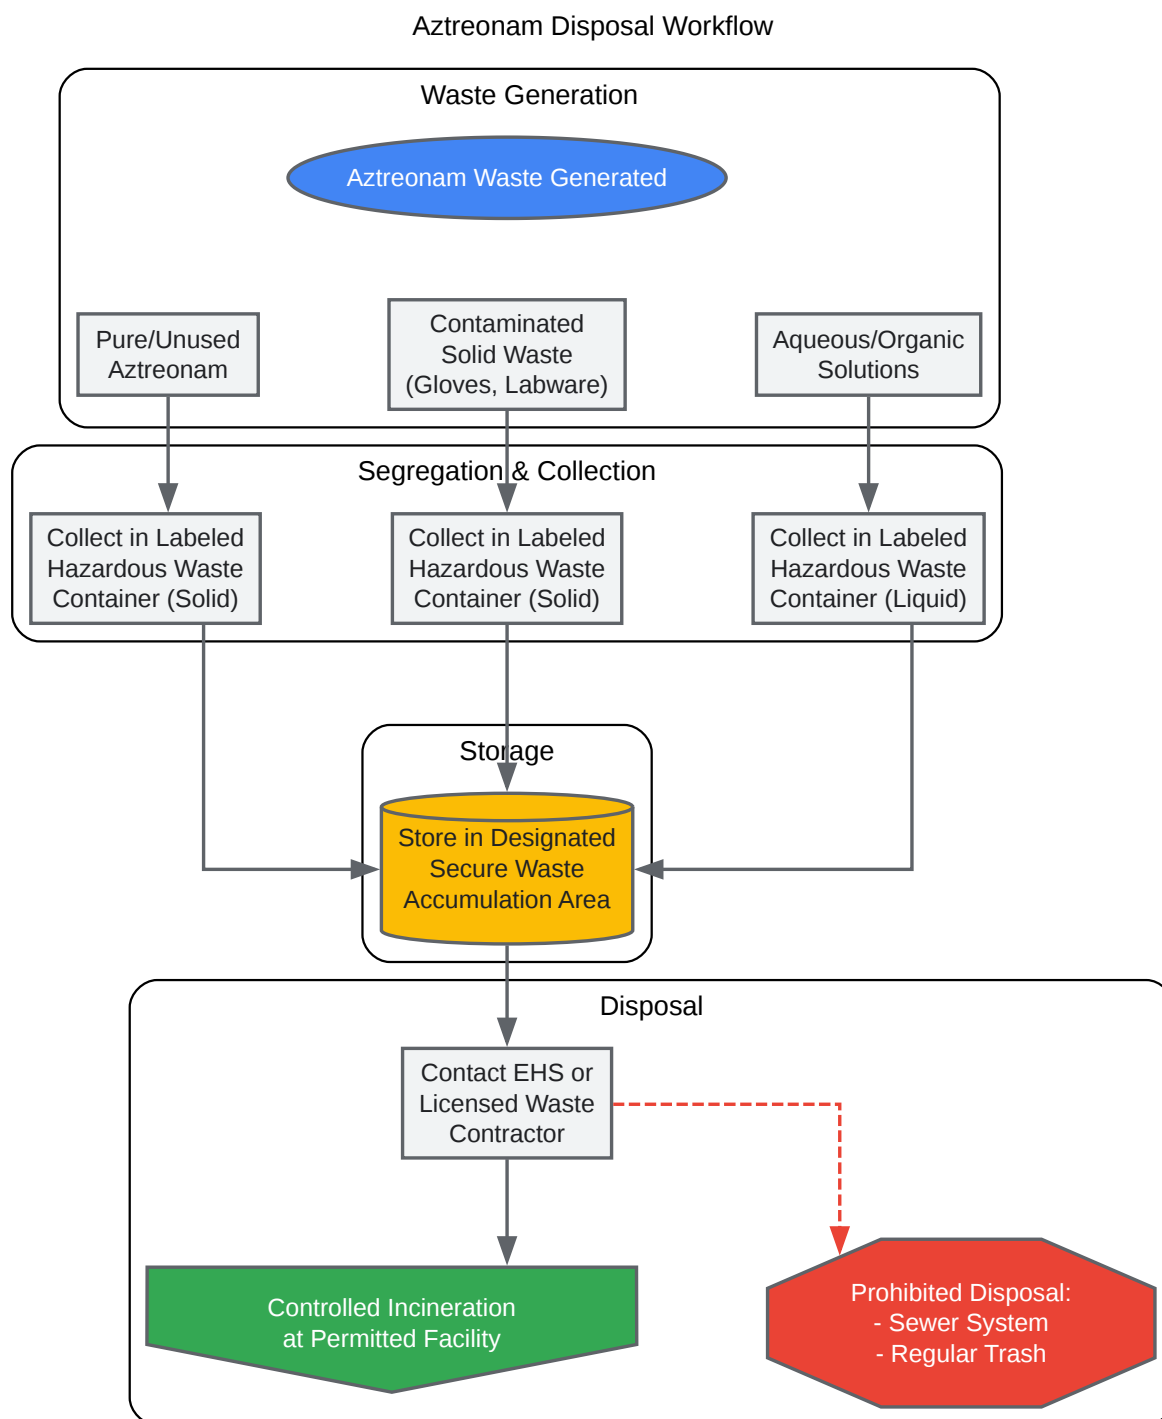 Aztreonam Disposal Workflow
Waste Generation
Aztreonam Waste Generated
Pure/Unused
Aztreonam
Contaminated
Solid Waste
(Gloves, Labware)
Aqueous/Organic
Solutions
Segregation & Collection
Collect in Labeled
Hazardous Waste
Container (Solid)
Collect in Labeled
Hazardous Waste
Container (Solid)
Collect in Labeled
Hazardous Waste
Container (Liquid)
Storage
Store in Designated
Secure Waste
Accumulation Area
Disposal
Contact EHS or
Licensed Waste
Contractor
Controlled Incineration
at Permitted Facility
Prohibited Disposal:
- Sewer System
- Regular Trash